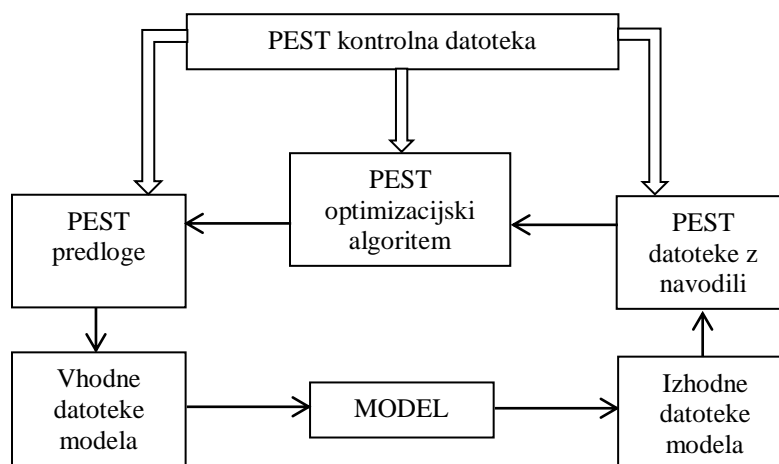 PEST kontrolna datoteka
PEST
optimizacijski
algoritem
PEST
predloge
PEST
datoteke z
navodili
Vhodne
datoteke
modela
MODEL
Izhodne
datoteke
modela